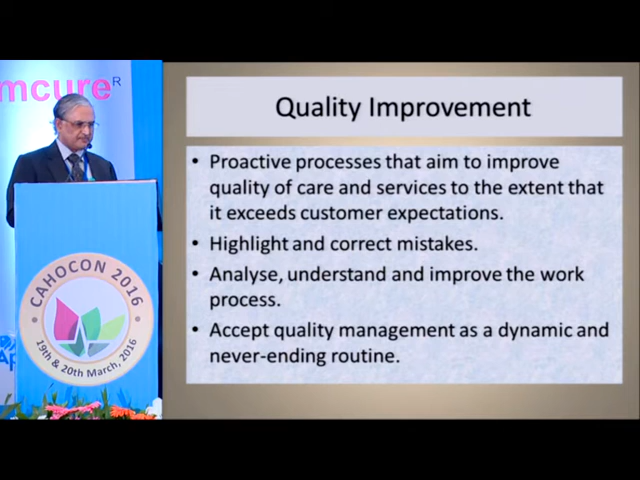 mcureR
CAHOCON 2016
19th & 20th March, 2016
Quality Improvement
• Proactive processes that aim to improve
quality of care and services to the extent that
it exceeds customer expectations.
• Highlight and correct mistakes.
• Analyse, understand and improve the work
process.
• Accept quality management as a dynamic and
never-ending routine.